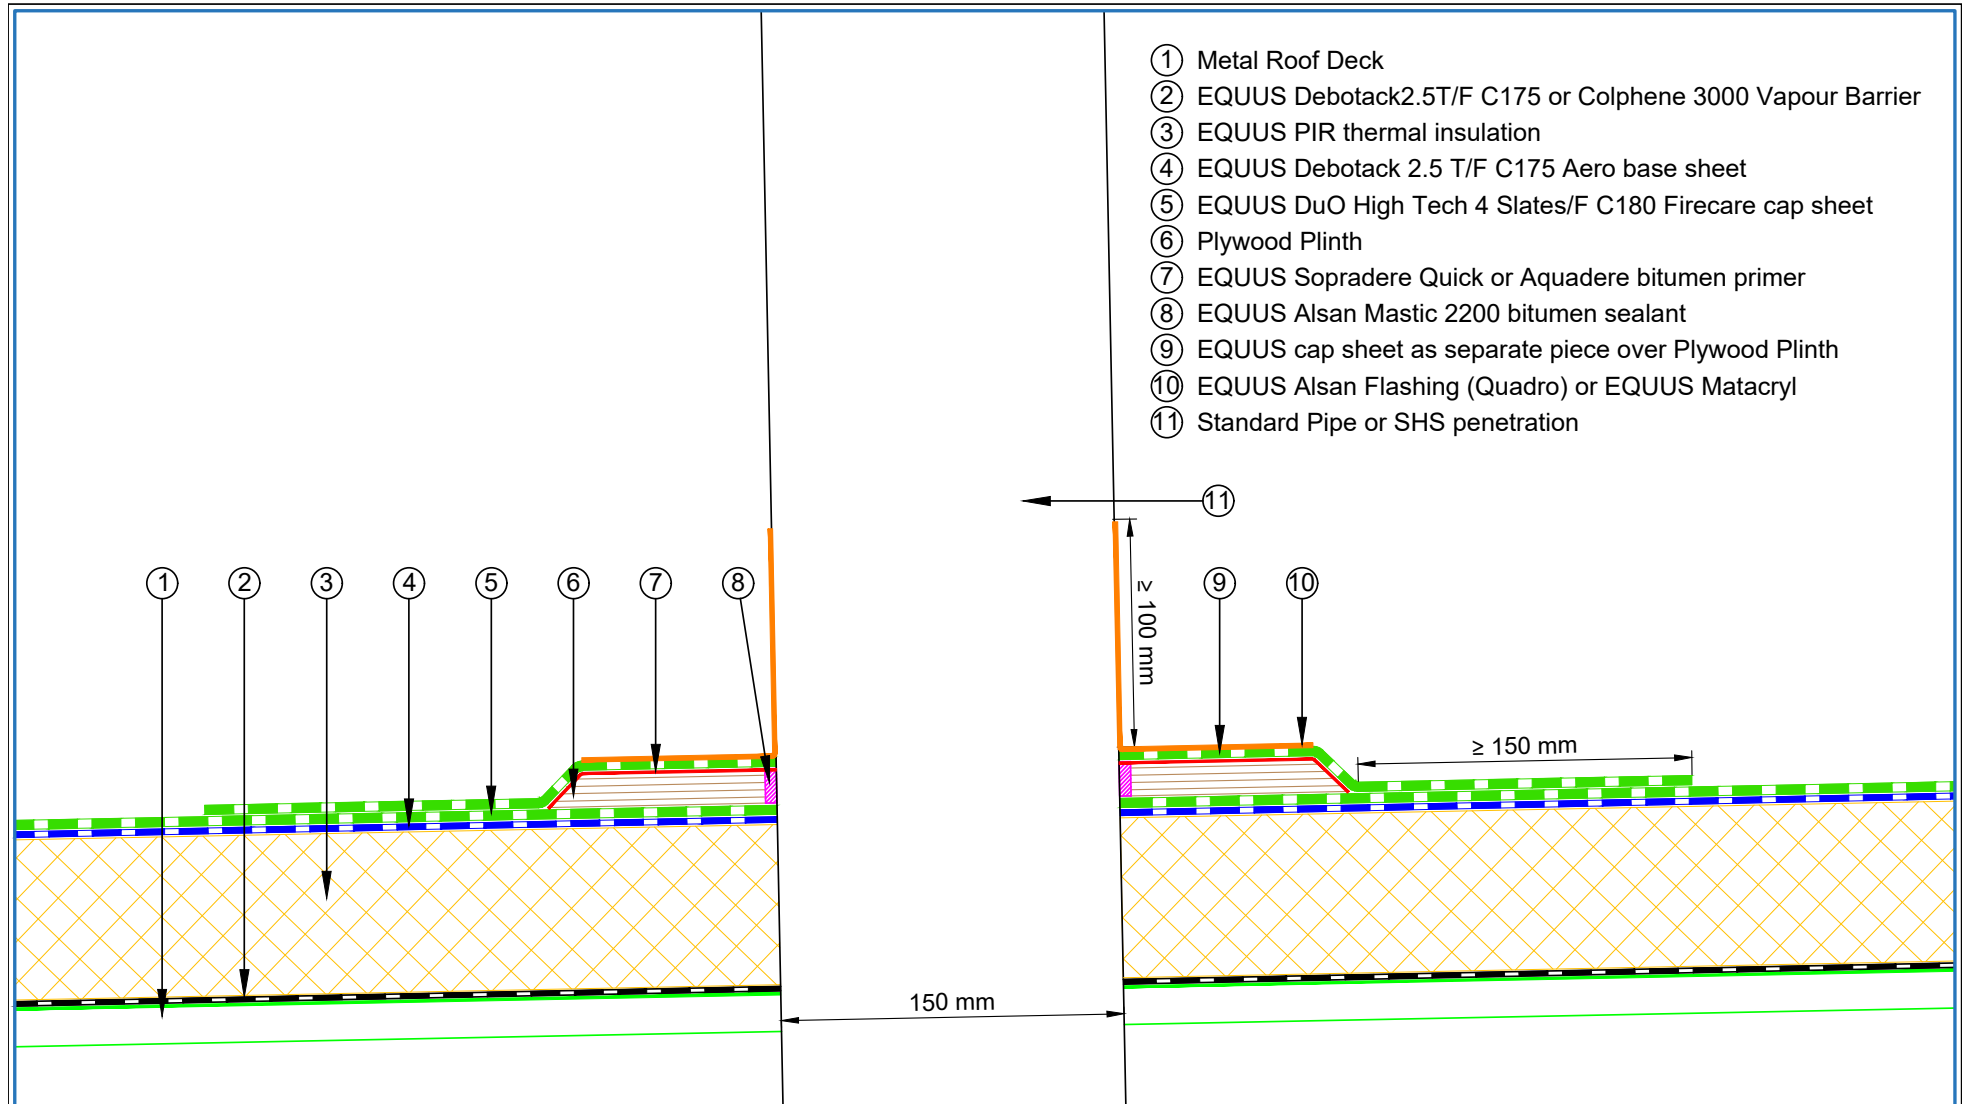 ① Metal Roof Deck
② EQUUS Debotack2.5T/F C175 or Colphene 3000 Vapour Barrier
③ EQUUS PIR thermal insulation
④ EQUUS Debotack 2.5 T/F C175 Aero base sheet
⑤ EQUUS DuO High Tech 4 Slates/F C180 Firecare cap sheet
⑥ Plywood Plinth
⑦ EQUUS Sopradere Quick or Aquadere bitumen primer
⑧ EQUUS Alsan Mastic 2200 bitumen sealant
⑨ EQUUS cap sheet as separate piece over Plywood Plinth
⑩ EQUUS Alsan Flashing (Quadro) or EQUUS Matacryl
⑪ Standard Pipe or SHS penetration
⑪
① ② ③ ④ ⑤ ⑥ ⑦ ⑧ ⑨ ⑩
≥ 100 mm
≥ 150 mm
150 mm